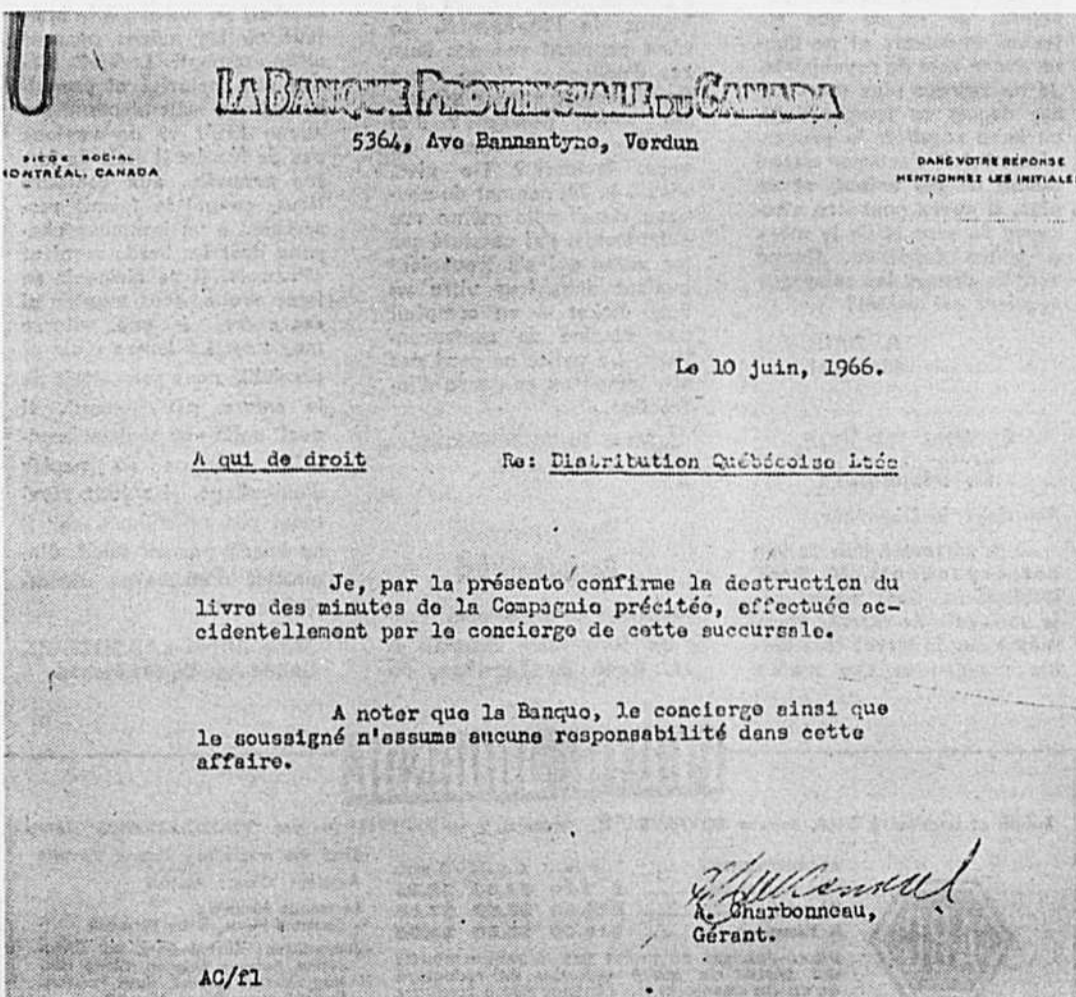 LA BANQUE PROVINCIALE DU CANADA
5364, Ave Bannantyne, Verdun
SIÈGE SOCIAL
MONTRÉAL, CANADA
DANS VOTRE RÉPONSE
MENTIONNEZ LES INITIALES
Le 10 juin, 1966.
A qui de droit Re: Distribution Québécoise Ltée
Je, par la présente confirme la destruction du
livre des minutes de la Compagnie précitée, effectuée ac-
cidentellement par le concierge de cette succursale.
A noter que la Banque, le concierge ainsi que
le soussigné n'assume aucune responsabilité dans cette
affaire.
A. Charbonneau,
Gérant.
AC/fl